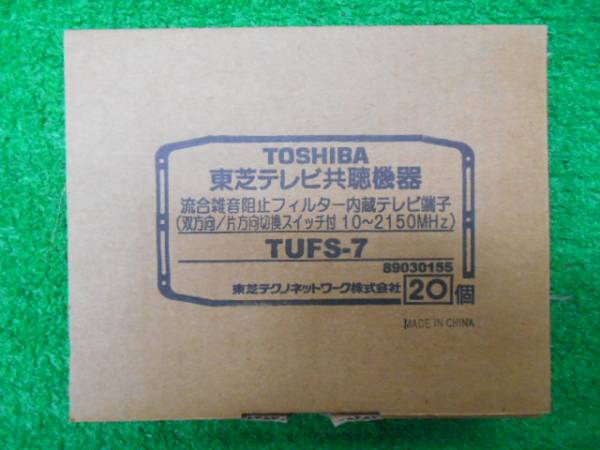 TOSHIBA
東芝テレビ共聴機器
流合雑音阻止フィルター内蔵テレビ端子
(双方向/片方向切換スイッチ付10～2150MHz)
TUFS-7
89030155
東芝テクノネットワーク株式会社 20個
MADE IN CHINA